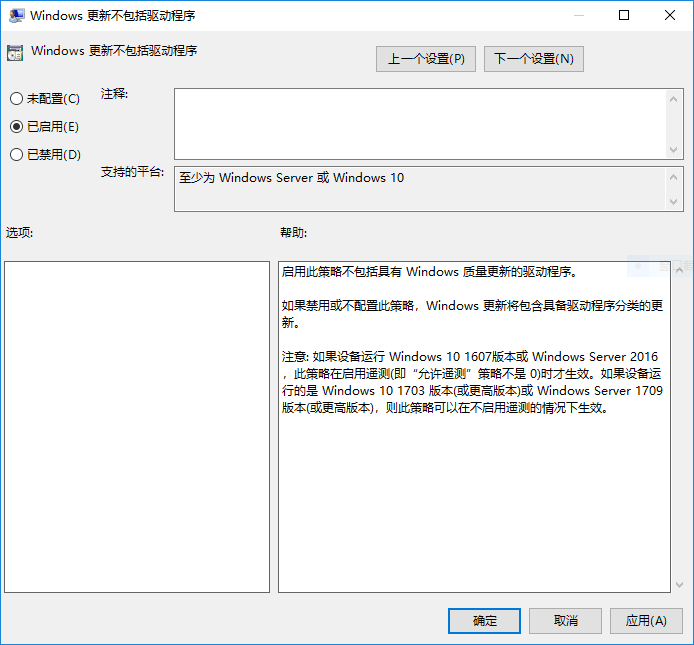 Windows 更新不包括驱动程序
Windows 更新不包括驱动程序
上一个设置(P)
下一个设置(N)
未配置(C)
注释:
已启用(E)
已禁用(D)
支持的平台:
至少为 Windows Server 或 Windows 10
选项:
帮助:
启用此策略不包括具有 Windows 质量更新的驱动程序。
如果禁用或不配置此策略，Windows 更新将包含具备驱动程序分类的更
新。
注意: 如果设备运行 Windows 10 1607版本或 Windows Server 2016
，此策略在启用遥测(即“允许遥测”策略不是 0)时才生效。如果设备运
行的是 Windows 10 1703 版本(或更高版本)或 Windows Server 1709
版本(或更高版本)，则此策略可以在不启用遥测的情况下生效。
确定
取消
应用(A)